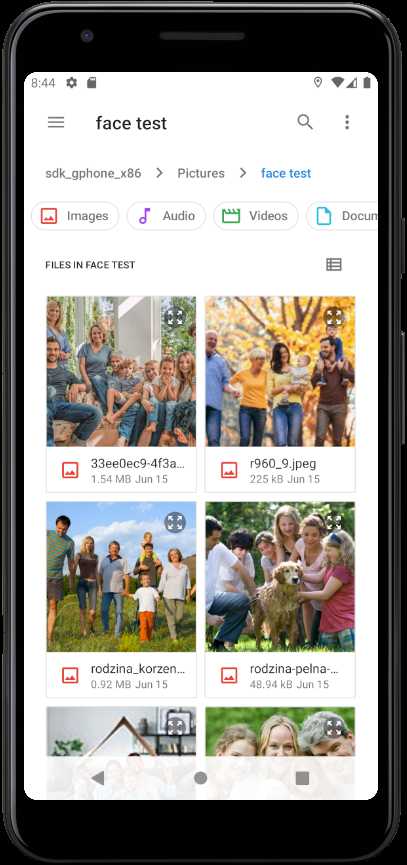 8:44
face test
sdk_gphone_x86 > Pictures > face test
Images Audio Videos Docum
FILES IN FACE TEST
33ee0ec9-4f3a... r960_9.jpeg
1.54 MB Jun 15 225 kB Jun 15
rodzina_korzen... rodzina-pelna-...
0.92 MB Jun 15 48.94 kB Jun 15